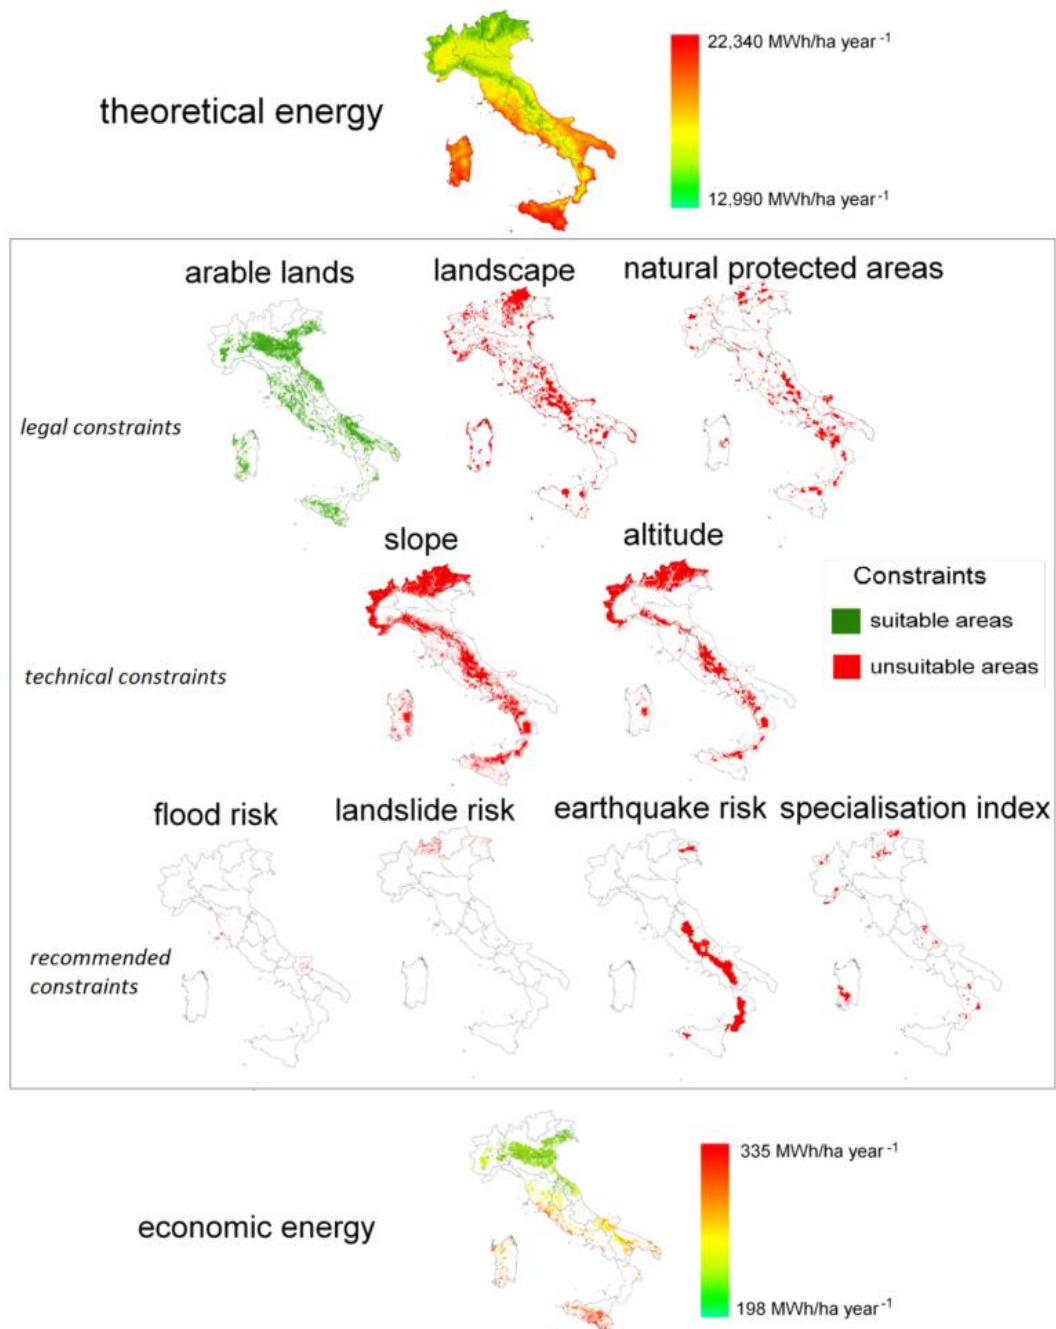 22,340 MWh/ha year -1
theoretical energy
12,990 MWh/ha year -1
arable lands
landscape
natural protected areas
legal constraints
slope
altitude
Constraints
suitable areas
unsuitable areas
technical constraints
flood risk
landslide risk
earthquake risk
specialisation index
recommended
constraints
335 MWh/ha year -1
economic energy
198 MWh/ha year -1